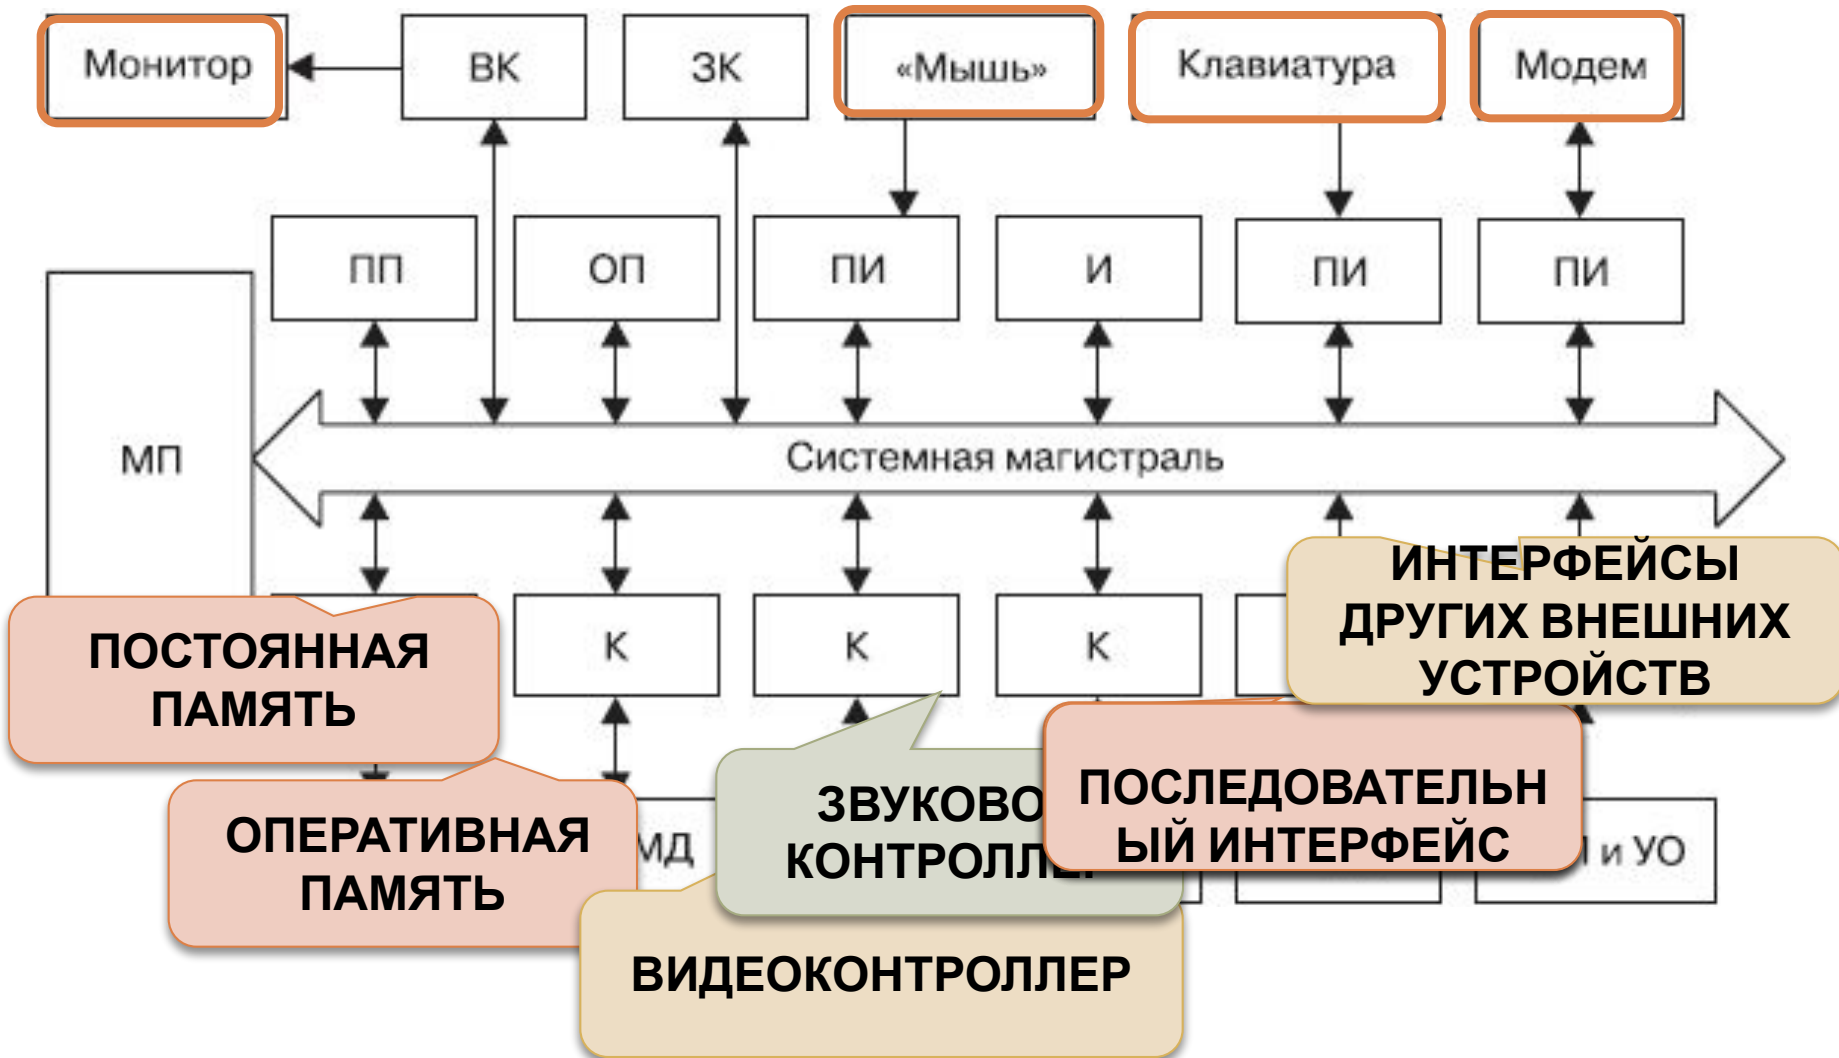 Монитор
ВК
ЗК
«Мышь»
Клавиатура
Модем
ПП
ОП
ПИ
И
ПИ
ПИ
МП
Системная магистраль
К
К
К
ИНТЕРФЕЙСЫ
ДРУГИХ ВНЕШНИХ
УСТРОЙСТВ
ПОСТОЯННАЯ
ПАМЯТЬ
ЗВУКОВО
КОНТРОЛЛЕ
ПОСЛЕДОВАТЕЛЬН
ЫЙ ИНТЕРФЕЙС
ОПЕРАТИВНАЯ
ПАМЯТЬ
МД
и УО
ВИДЕОКОНТРОЛЛЕР